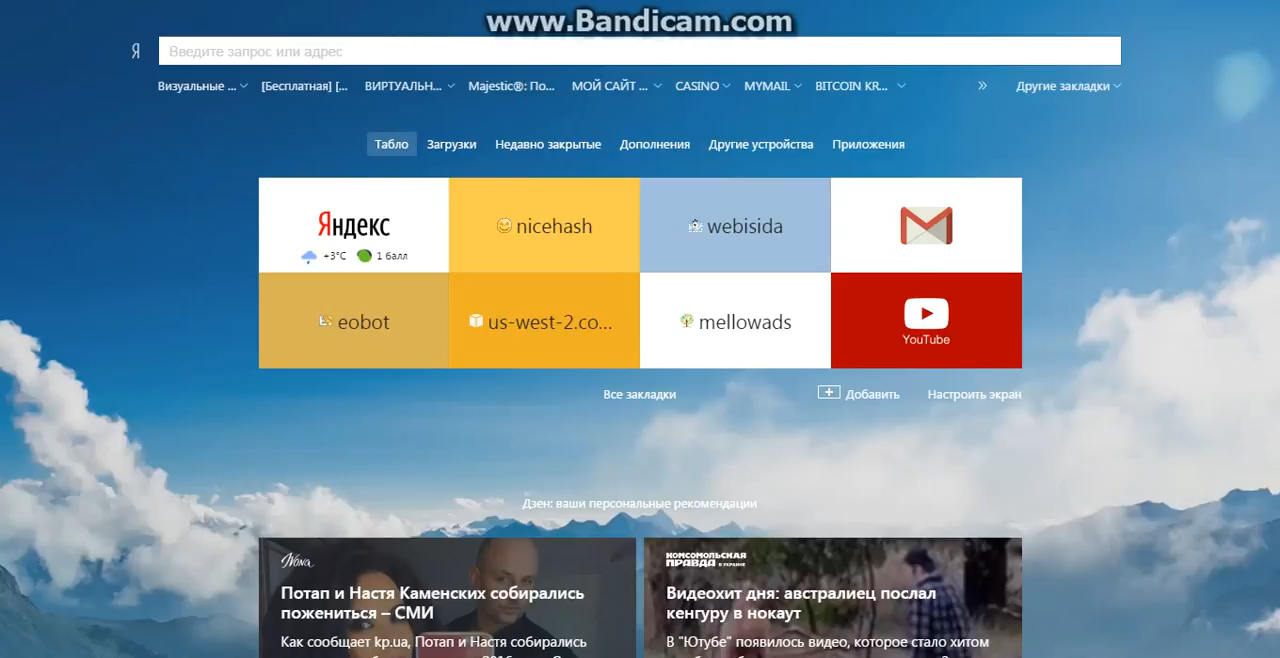 www.Bandicam.com
Я Введите запрос или адрес
Визуальные ... [Бесплатная] [... ВИРТУАЛЬН... Majestic®: По... МОЙ САЙТ ... CASINO MYMAIL BITCOIN KR... » Другие закладки
Табло Загрузки Недавно закрытые Дополнения Другие устройства Приложения
Яндекс
+3°C 1 балл
nicehash
webisida
eobot
us-west-2.co...
mellowads
YouTube
Все закладки Добавить Настроить экран
Дзен: ваши персональные рекомендации
Ivona
Потап и Настя Каменских собирались
пожениться – СМИ
Как сообщает kp.ua, Потап и Настя собирались
КОМСОМОЛЬСКАЯ
ПРАВДА В УКРАИНЕ
Видеохит дня: австралиец послал
кенгуру в нокаут
В "Ютубе" появилось видео, которое стало хитом